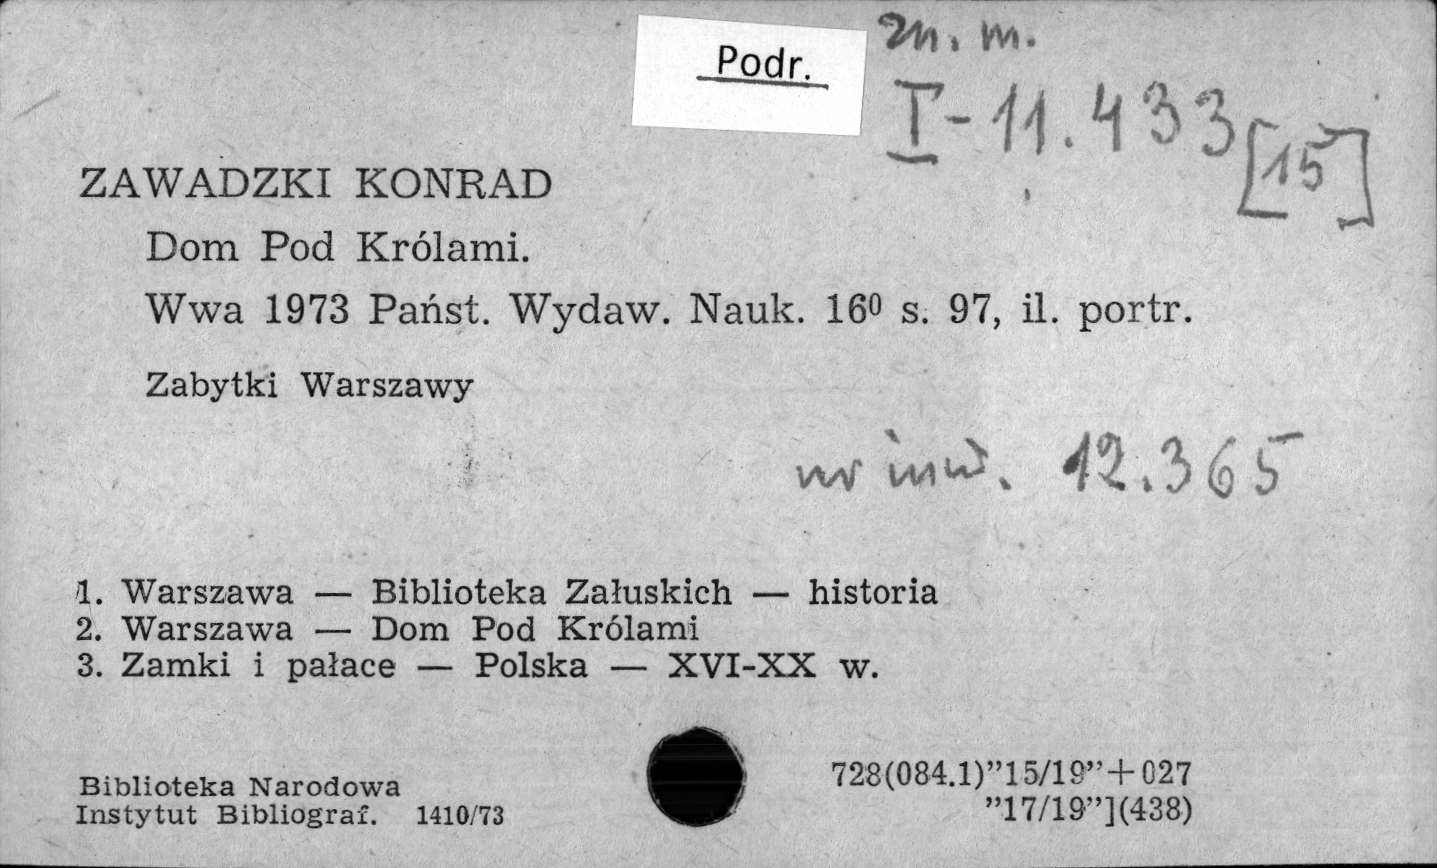 Podr.
m. m.
I-11.433
[15]
ZAWADZKI KONRAD
Dom Pod Królami.
Wwa 1973 Państ. Wydaw. Nauk. 16⁰ s. 97, il. portr.
Zabytki Warszawy
nr inw. 12.365
1. Warszawa — Biblioteka Załuskich — historia
2. Warszawa — Dom Pod Królami
3. Zamki i pałace — Polska — XVI-XX w.
Biblioteka Narodowa
Instytut Bibliograf. 1410/73
728(084.1)”15/19”+027
”17/19”](438)